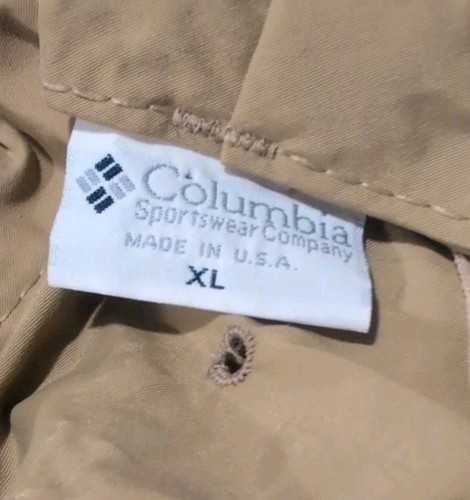 Columbia
Sportswear Company
MADE IN U.S.A.
XL